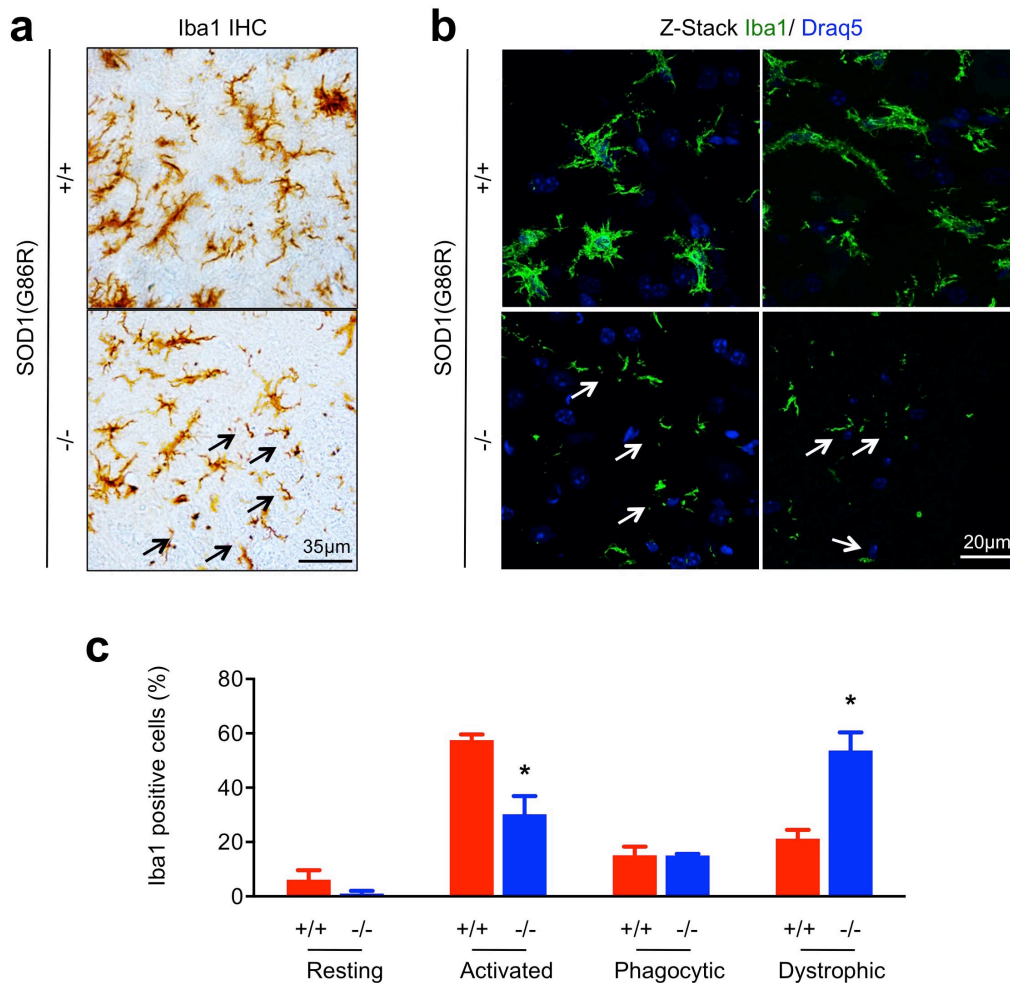 a
Iba1 IHC
SOD1(G86R)
+/+
-/-
35µm
b
Z-Stack Iba1/ Draq5
SOD1(G86R)
+/+
-/-
20µm
c
Iba1 positive cells (%)
80
60
40
20
0
*
*
+/+ -/- +/+ -/- +/+ -/- +/+ -/-
Resting Activated Phagocytic Dystrophic